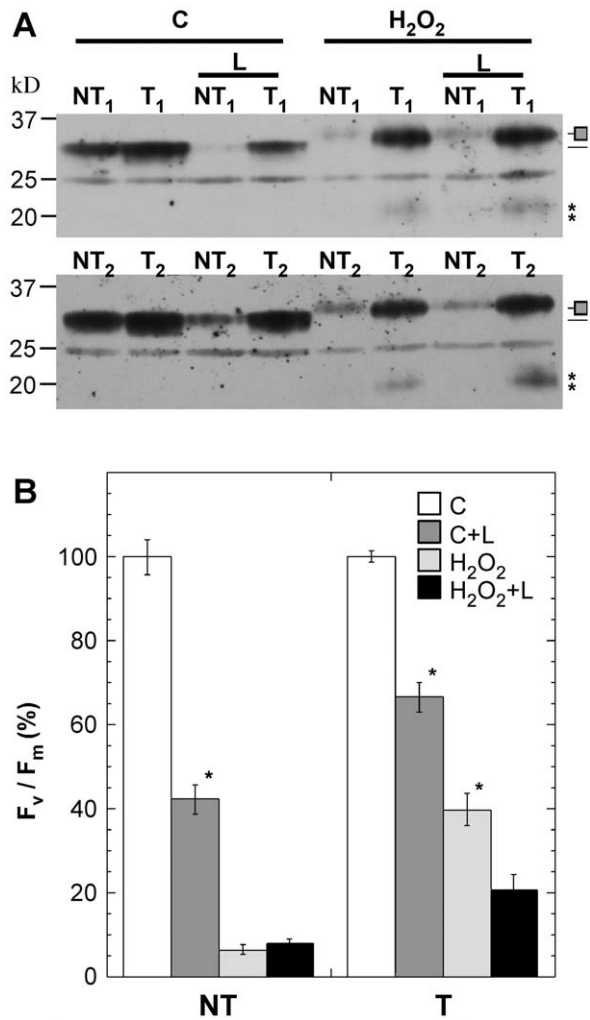 A
C H₂O₂
L L
kD NT₁ T₁ NT₁ T₁ NT₁ T₁ NT₁ T₁
37
25
20
**
NT₂ T₂ NT₂ T₂ NT₂ T₂ NT₂ T₂
37
25
20
**
B
C
C+L
H₂O₂
H₂O₂+L
100
80
60
40
20
0
* * *
Fᵥ / Fₘ (%)
NT T